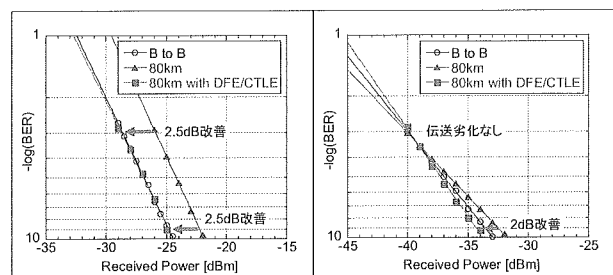 1
B to B
80km
80km with DFE/CTLE
2.5dB改善
2.5dB改善
-log(BER)
10
-35
-30
-25
-20
-15
Received Power [dBm]
1
B to B
80km
80km with DFE/CTLE
伝送劣化なし
2dB改善
-log(BER)
10
-45
-40
-35
-30
-25
Received Power [dBm]